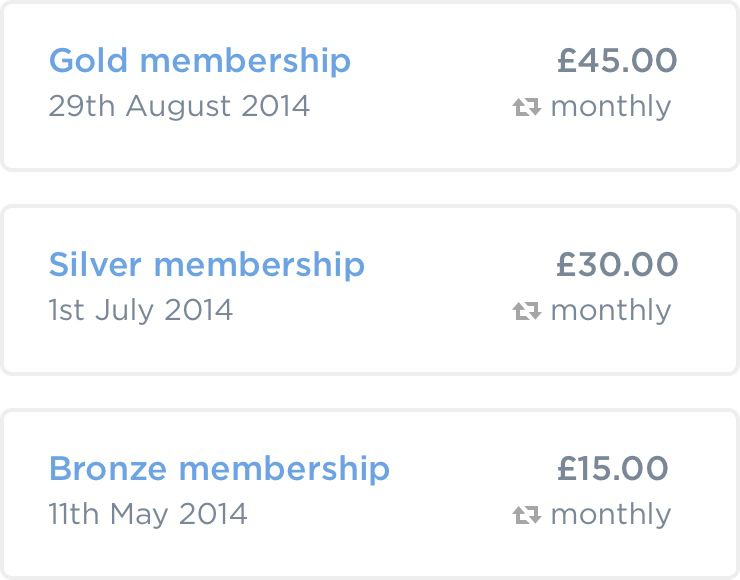 Gold membership £45.00
29th August 2014 monthly
Silver membership £30.00
1st July 2014 monthly
Bronze membership £15.00
11th May 2014 monthly